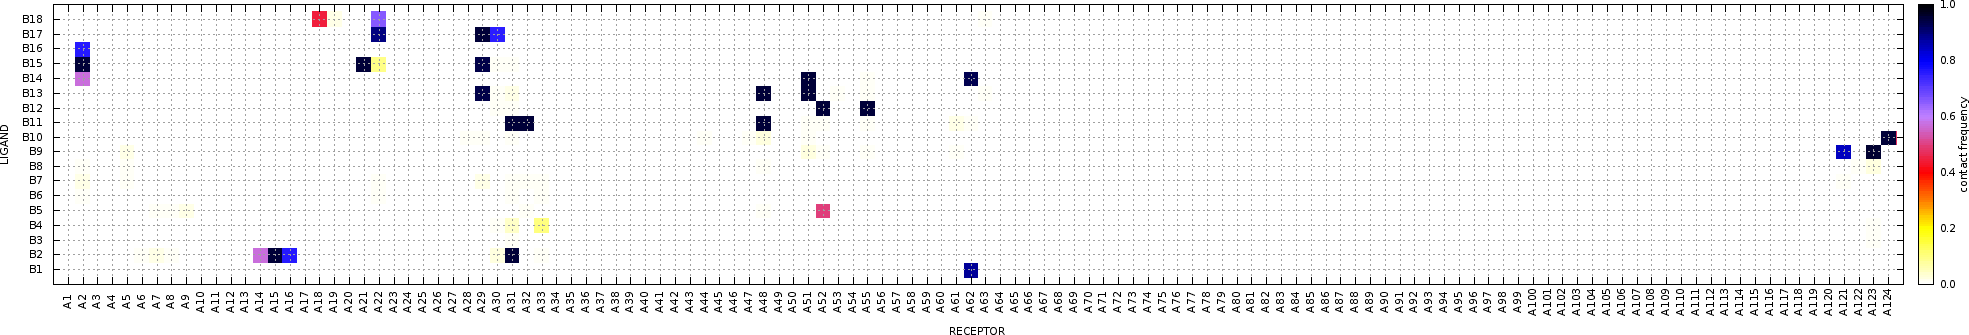 B18
B17
B16
B15
B14
B13
B12
B11
B10
B9
B8
B7
B6
B5
B4
B3
B2
B1
LIGAND
A1 A2 A3 A4 A5 A6 A7 A8 A9 A10 A11 A12 A13 A14 A15 A16 A17 A18 A19 A20 A21 A22 A23 A24 A25 A26 A27 A28 A29 A30 A31 A32 A33 A34 A35 A36 A37 A38 A39 A40 A41 A42 A43 A44 A45 A46 A47 A48 A49 A50 A51 A52 A53 A54 A55 A56 A57 A58 A59 A60 A61 A62 A63 A64 A65 A66 A67 A68 A69 A70 A71 A72 A73 A74 A75 A76 A77 A78 A79 A80 A81 A82 A83 A84 A85 A86 A87 A88 A89 A90 A91 A92 A93 A94 A95 A96 A97 A98 A99 A100 A101 A102 A103 A104 A105 A106 A107 A108 A109 A110 A111 A112 A113 A114 A115 A116 A117 A118 A119 A120 A121 A122 A123 A124
RECEPTOR
1.0
0.8
0.6
0.4
0.2
0.0
contact frequency